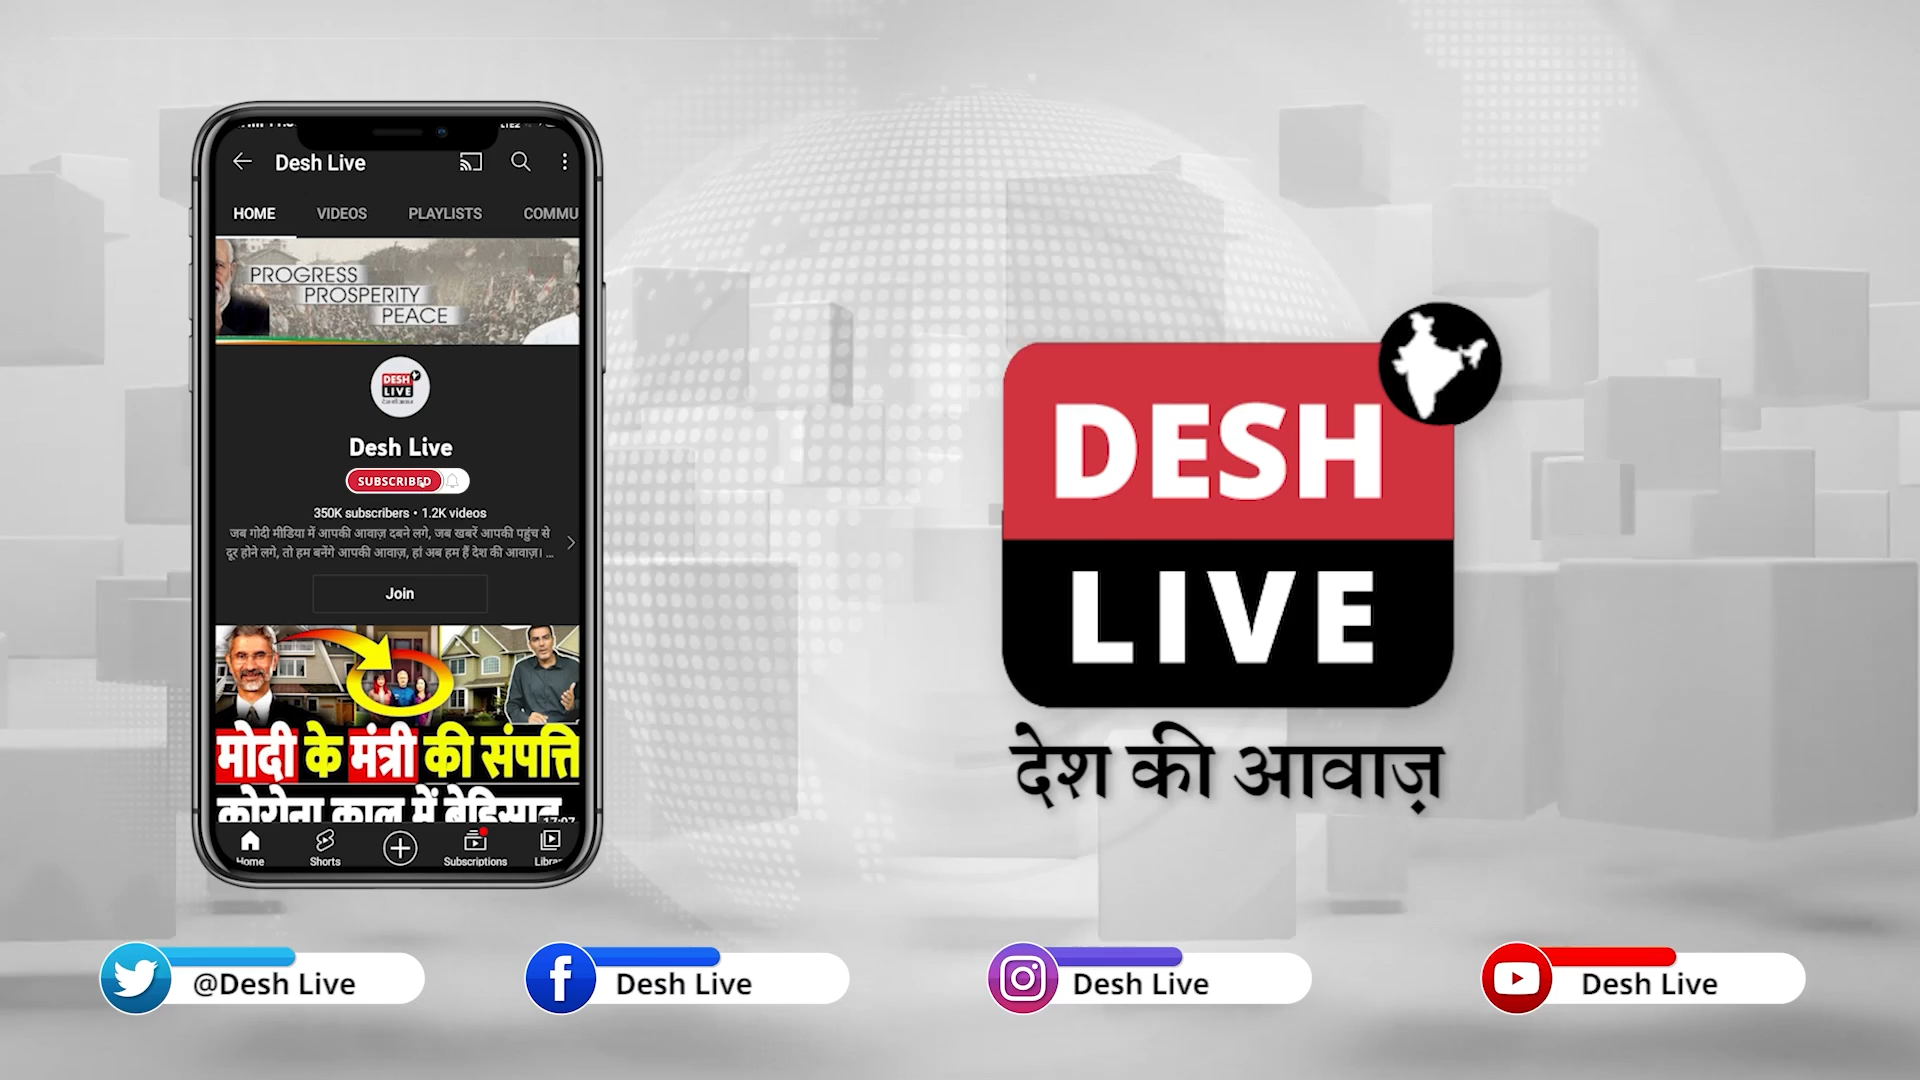 Desh Live
HOME VIDEOS PLAYLISTS COMMU
PROGRESS
PROSPERITY
PEACE
DESH
LIVE
Desh Live
SUBSCRIBED
350K subscribers • 1.2K videos
जब गोदी मीडिया में आपकी आवाज़ दबने लगे, जब खबरें आपकी पहुंच से
दूर होने लगे, तो हम बनेंगे आपकी आवाज़, हां अब हम हैं देश की आवाज़। ...
Join
मोदी के मंत्री की संपत्ति
कोरोना काल में बेहिसाब
17:07
Home Shorts Subscriptions
DESH
LIVE
देश की आवाज़
@Desh Live Desh Live Desh Live Desh Live